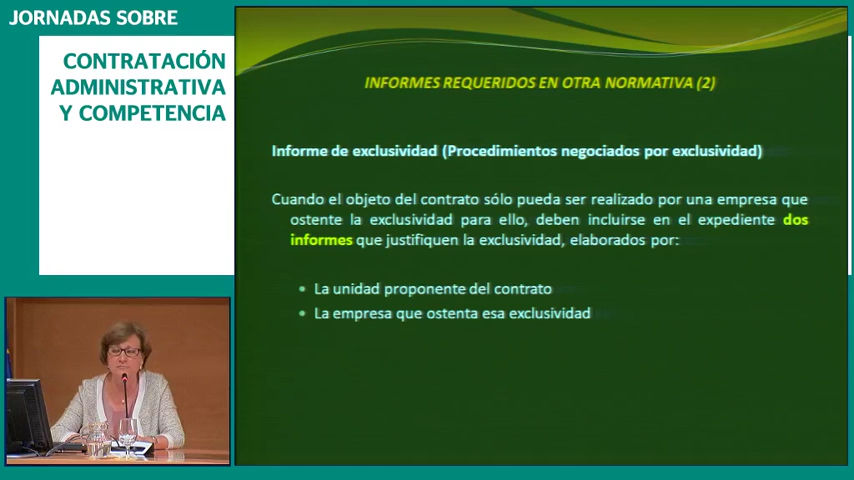 JORNADAS SOBRE
CONTRATACIÓN
ADMINISTRATIVA
Y COMPETENCIA
INFORMES REQUERIDOS EN OTRA NORMATIVA (2)
Informe de exclusividad (Procedimientos negociados por exclusividad)
Cuando el objeto del contrato sólo pueda ser realizado por una empresa que
ostente la exclusividad para ello, deben incluirse en el expediente dos
informes que justifiquen la exclusividad, elaborados por:
• La unidad proponente del contrato
• La empresa que ostenta esa exclusividad